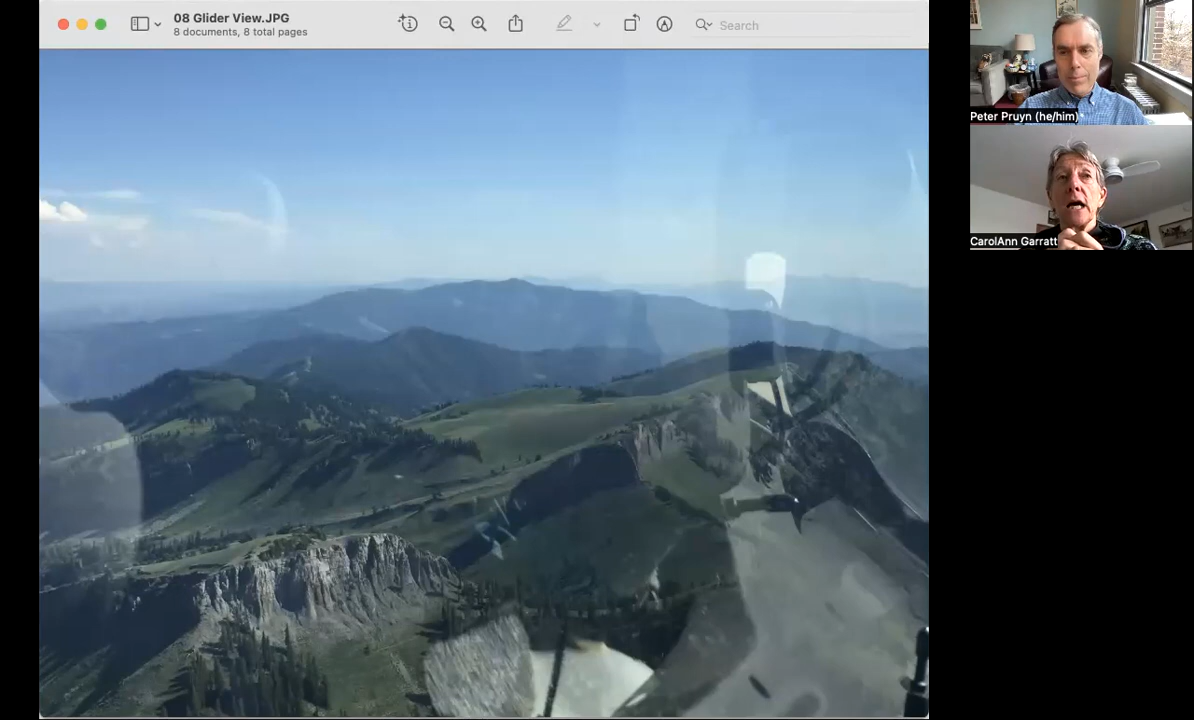 08 Glider View.JPG
8 documents, 8 total pages
Search
Peter Pruyn (he/him)
CarolAnn Garratt